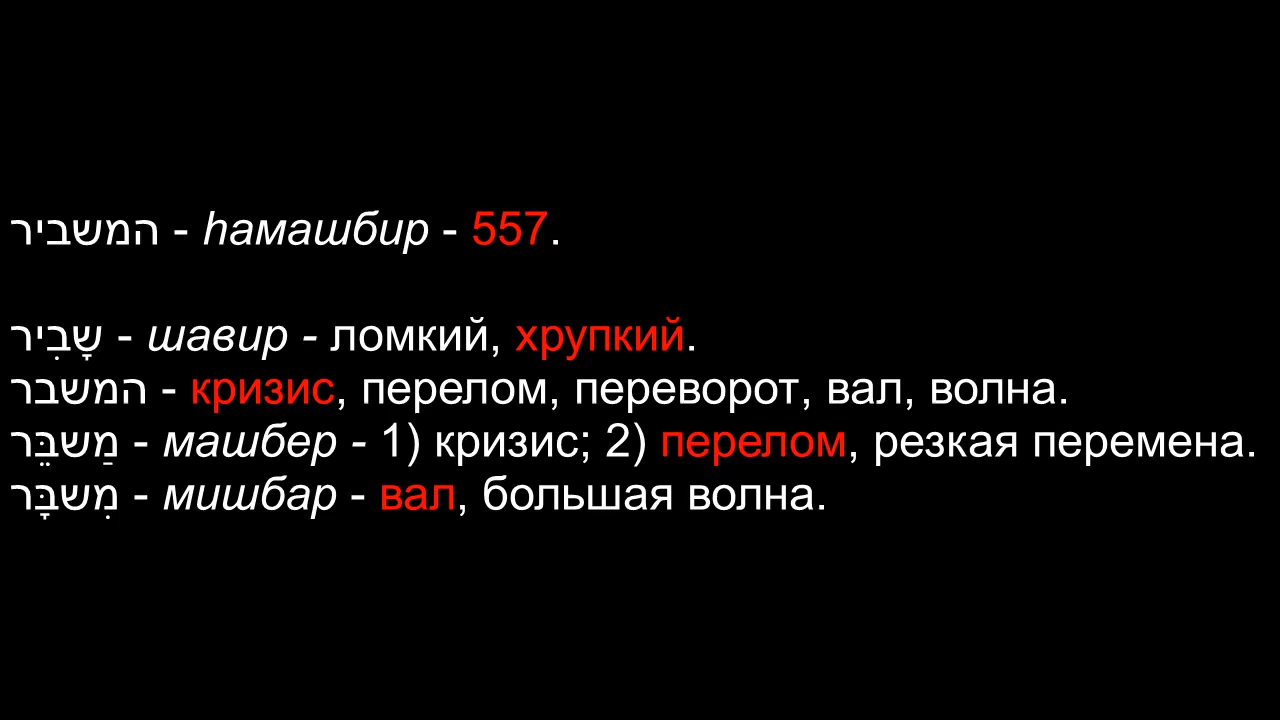 המשביר - hамашбир - 557.
שָׁבִיר - шавир - ломкий, хрупкий.
המשבר - кризис, перелом, переворот, вал, волна.
מַשבֵּר - машбер - 1) кризис; 2) перелом, резкая перемена.
מִשבָּר - мишбар - вал, большая волна.